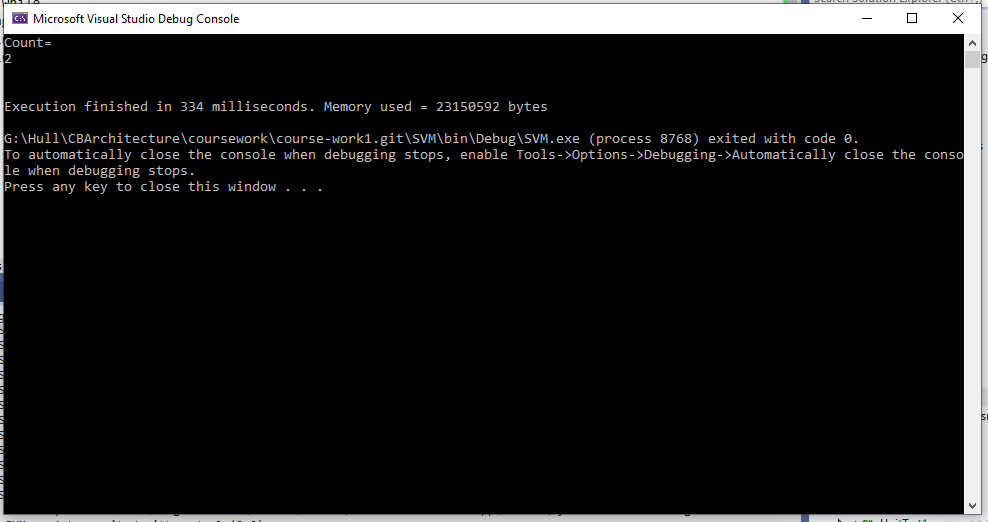 Microsoft Visual Studio Debug Console
Count=
2
Execution finished in 334 milliseconds. Memory used = 23150592 bytes
G:\Hull\CBArchitecture\coursework\course-work1.git\SVM\bin\Debug\SVM.exe (process 8768) exited with code 0.
To automatically close the console when debugging stops, enable Tools->Options->Debugging->Automatically close the conso
le when debugging stops.
Press any key to close this window . . .